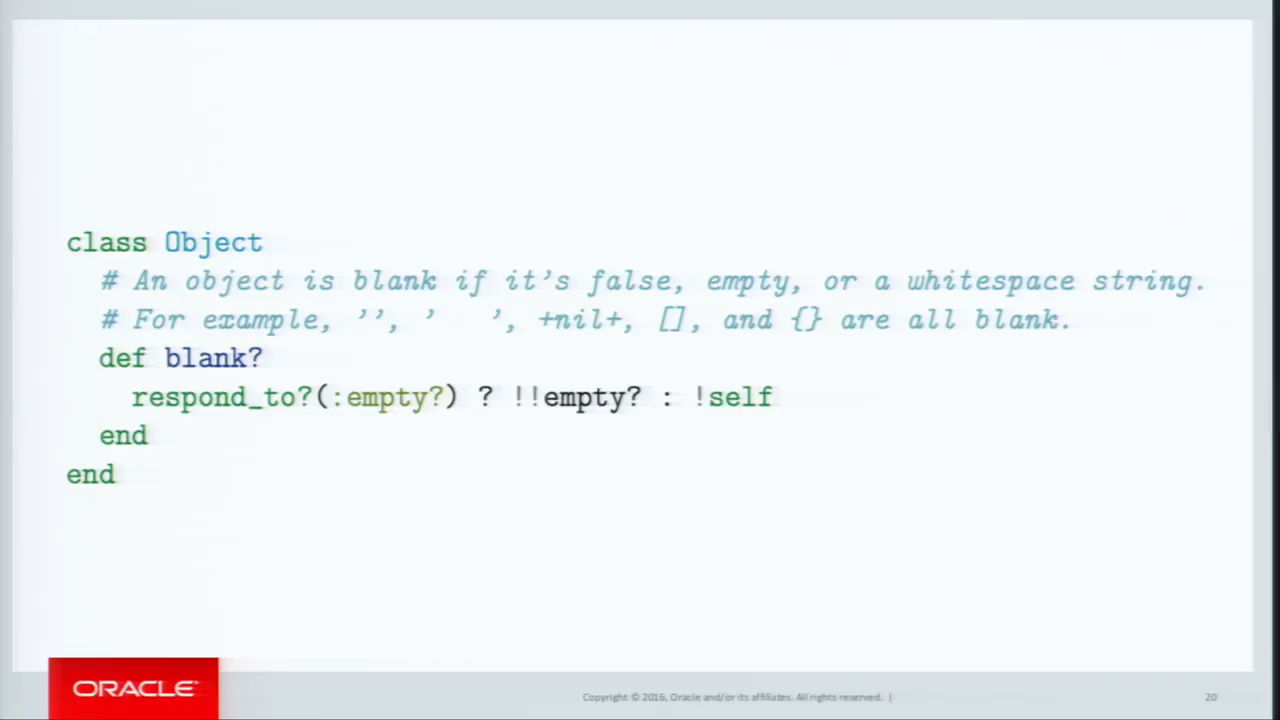 class Object
  # An object is blank if it's false, empty, or a whitespace string.
  # For example, '', '   ', +nil+, [], and {} are all blank.
  def blank?
    respond_to?(:empty?) ? !!empty? : !self
  end
end
ORACLE
Copyright © 2016, Oracle and/or its affiliates. All rights reserved. |
20